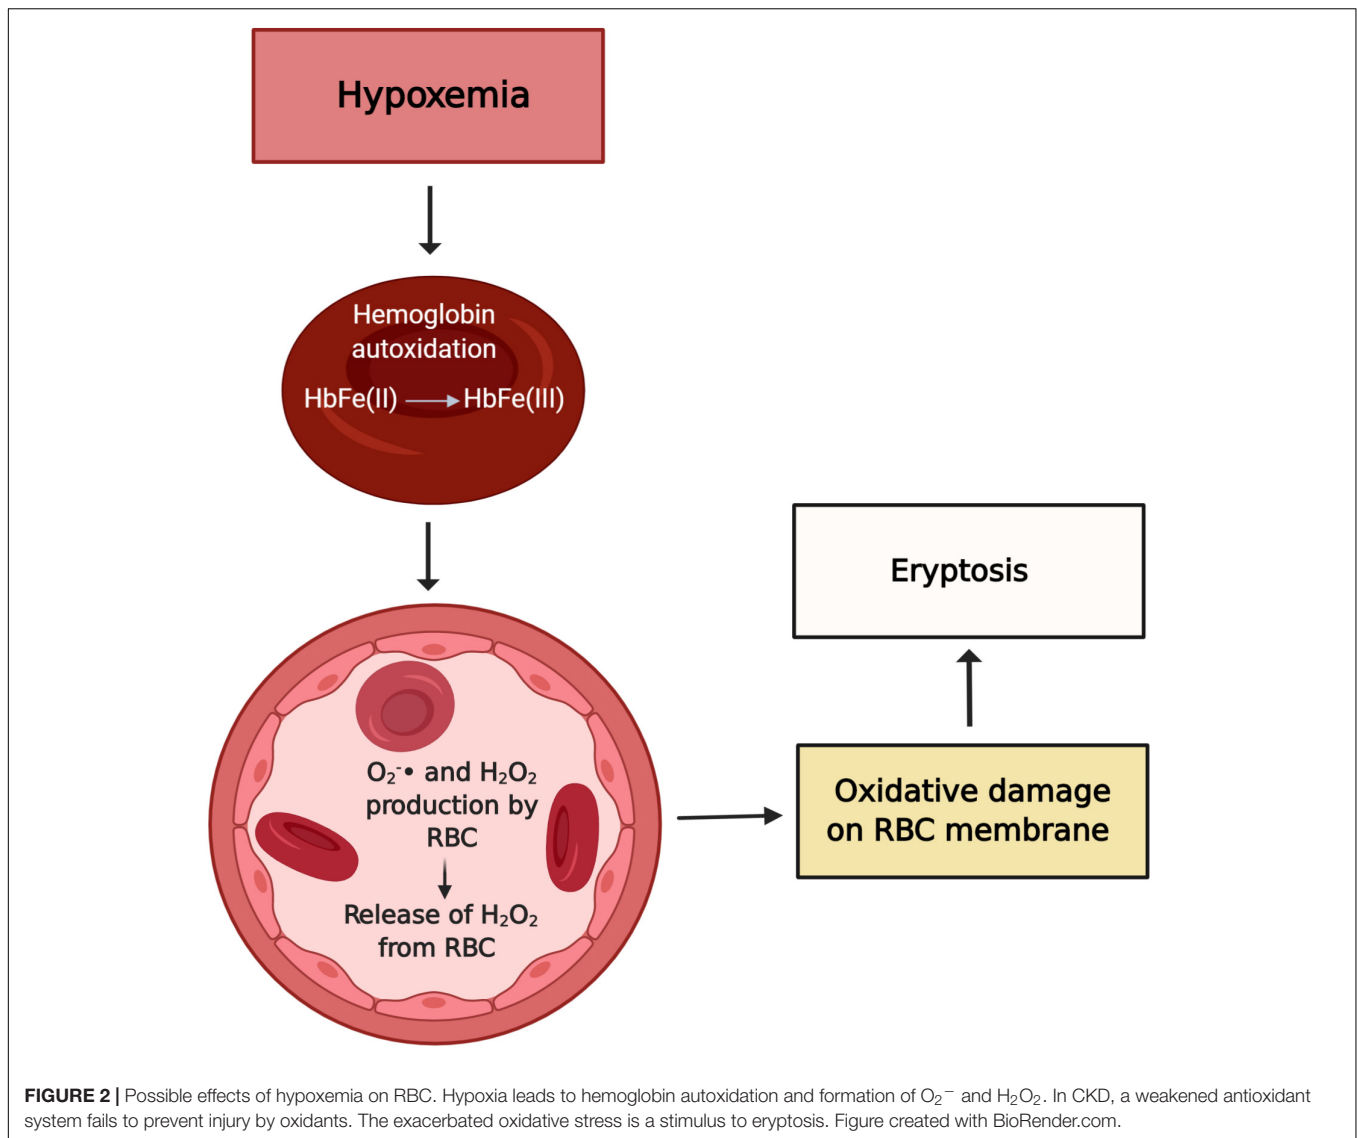 Hypoxemia
Hemoglobin
autoxidation
HbFe(II) → HbFe(III)
O₂⁻• and H₂O₂
production by
RBC
Release of H₂O₂
from RBC
Eryptosis
Oxidative damage
on RBC membrane
FIGURE 2 | Possible effects of hypoxemia on RBC. Hypoxia leads to hemoglobin autoxidation and formation of O₂⁻ and H₂O₂. In CKD, a weakened antioxidant
system fails to prevent injury by oxidants. The exacerbated oxidative stress is a stimulus to eryptosis. Figure created with BioRender.com.